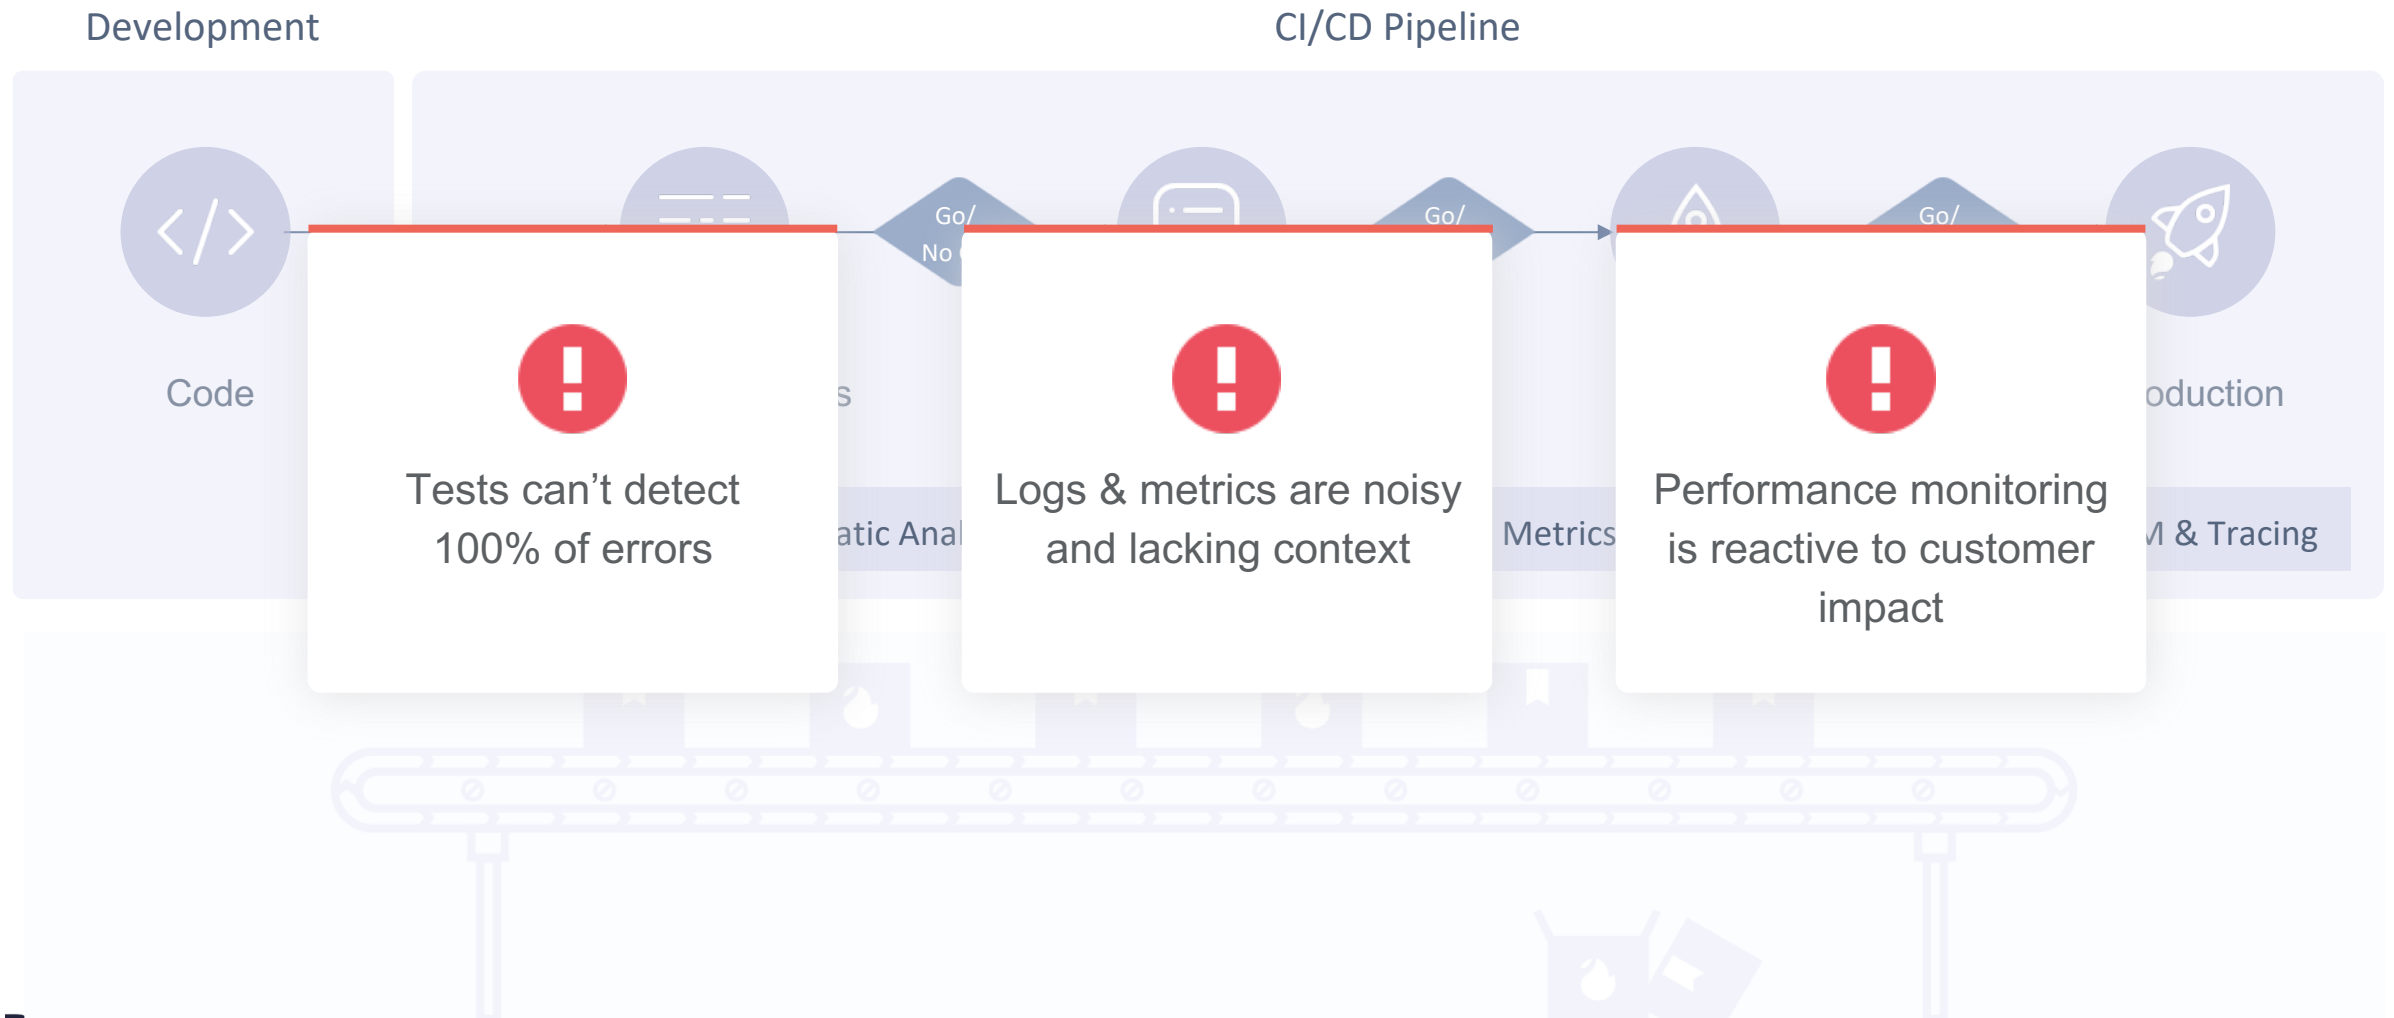 Development
CI/CD Pipeline
Go/
No
Go/
Go/
Code
s
oduction
Tests can’t detect
100% of errors
Logs & metrics are noisy
and lacking context
Performance monitoring
is reactive to customer
impact
atic Anal
Metrics
& Tracing